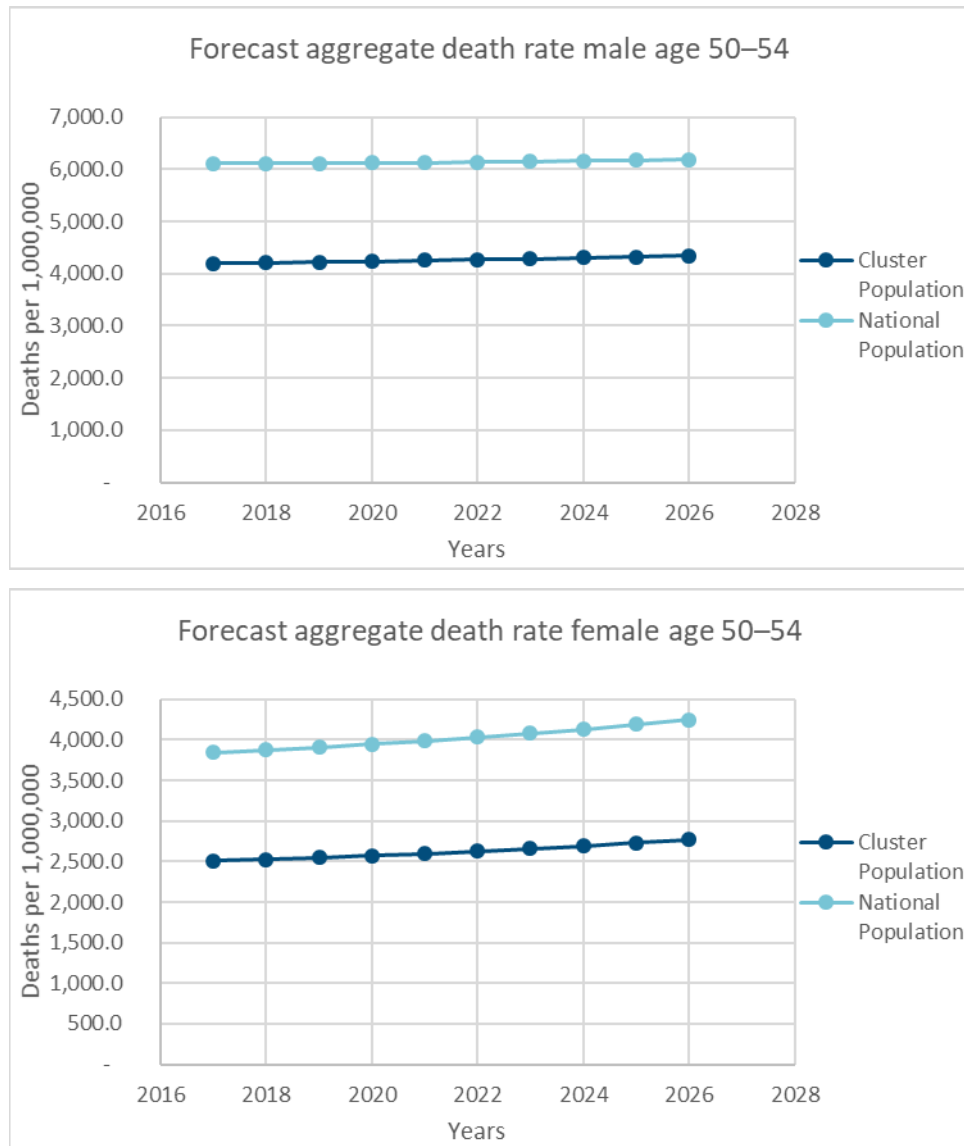 Forecast aggregate death rate male age 50–54
7,000.0
6,000.0
5,000.0
4,000.0
3,000.0
2,000.0
1,000.0
-
Deaths per 1,000,000
2016 2018 2020 2022 2024 2026 2028
Years
Cluster
Population
National
Population
Forecast aggregate death rate female age 50–54
4,500.0
4,000.0
3,500.0
3,000.0
2,500.0
2,000.0
1,500.0
1,000.0
500.0
-
Deaths per 1,000,000
2016 2018 2020 2022 2024 2026 2028
Years
Cluster
Population
National
Population